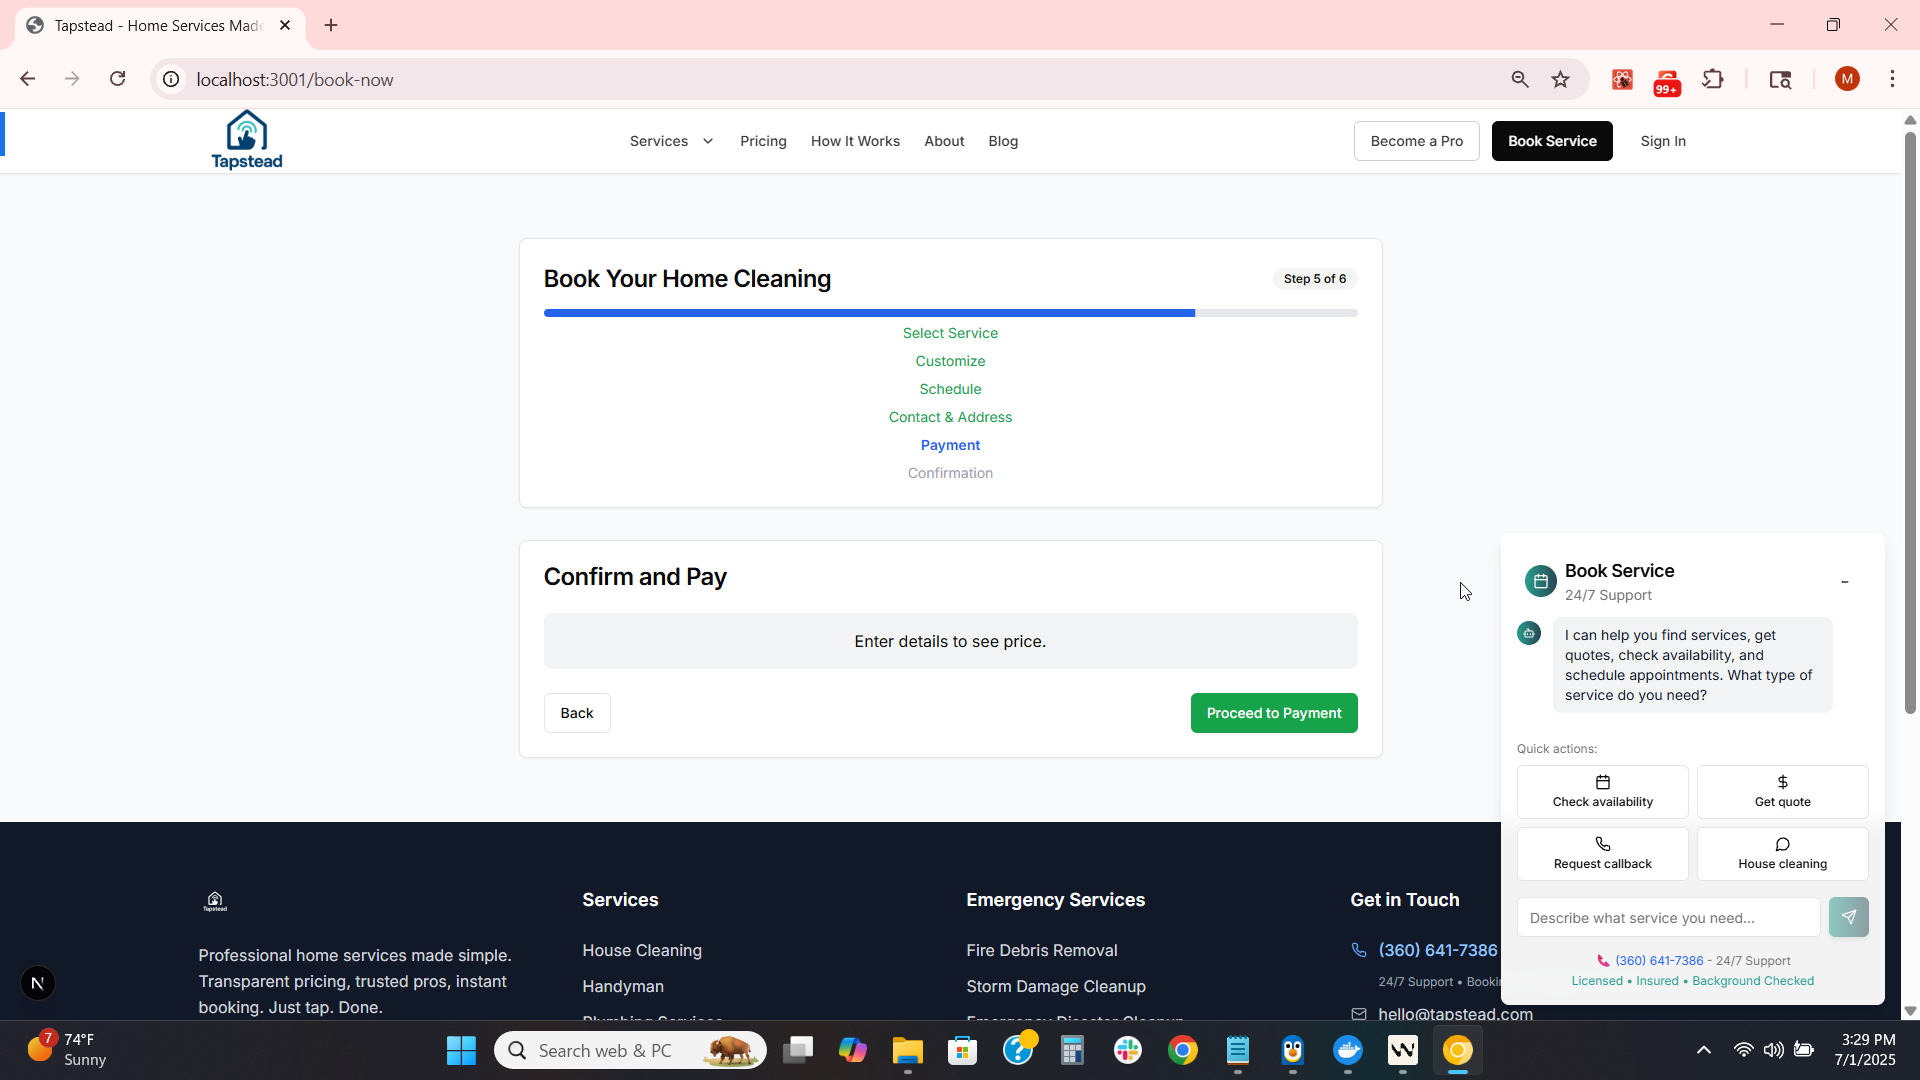 Tapstead - Home Services Made
localhost:3001/book-now
99+
M
Tapstead
Services
Pricing
How It Works
About
Blog
Become a Pro
Book Service
Sign In
Book Your Home Cleaning
Step 5 of 6
Select Service
Customize
Schedule
Contact & Address
Payment
Confirmation
Confirm and Pay
Enter details to see price.
Back
Proceed to Payment
Book Service
24/7 Support
I can help you find services, get
quotes, check availability, and
schedule appointments. What type of
service do you need?
Quick actions:
Check availability
Get quote
Request callback
House cleaning
Describe what service you need...
(360) 641-7386 - 24/7 Support
Licensed • Insured • Background Checked
Tapstead
Professional home services made simple.
Transparent pricing, trusted pros, instant
booking. Just tap. Done.
Services
House Cleaning
Handyman
Plumbing Services
Emergency Services
Fire Debris Removal
Storm Damage Cleanup
Emergency Disaster Cleanup
Get in Touch
(360) 641-7386
24/7 Support •
hello@tapstead.com
N
7
74°F
Sunny
Search web & PC
3:29 PM
7/1/2025